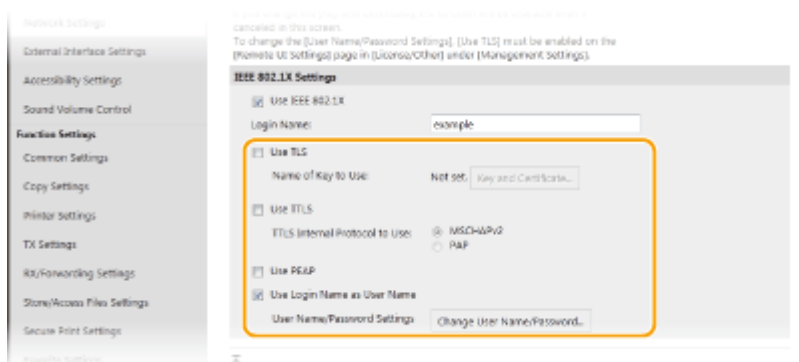 Network Settings
External Interface Settings
Accessibility Settings
Sound Volume Control
Function Settings
Common Settings
Copy Settings
Printer Settings
TX Settings
RX/Forwarding Settings
Store/Access Files Settings
Secure Print Settings
canceled in this screen.
To change the [User Name/Password Settings], [Use TLS] must be enabled on the
[Remote UI Settings] page in [License/Other] under [Management Settings].
IEEE 802.1X Settings
Use IEEE 802.1X
Login Name: example
Use TLS
Name of Key to Use: Not set. Key and Certificate...
Use TTLS
TTLS Internal Protocol to Use: MSCHAPv2
PAP
Use PEAP
Use Login Name as User Name
User Name/Password Settings Change User Name/Password...